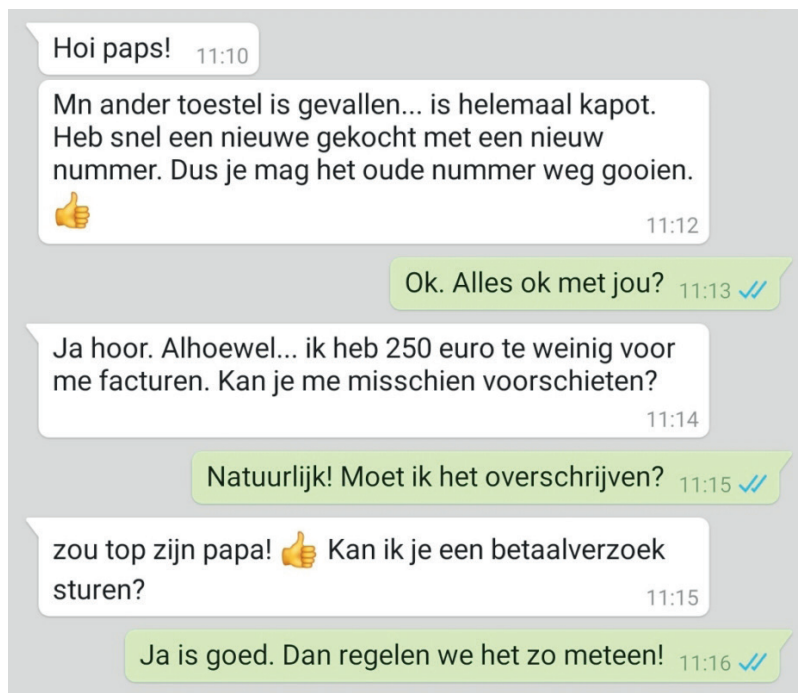 Hoi paps! 11:10
Mn ander toestel is gevallen... is helemaal kapot.
Heb snel een nieuwe gekocht met een nieuw
nummer. Dus je mag het oude nummer weg gooien.
👍
11:12
Ok. Alles ok met jou? 11:13
Ja hoor. Alhoewel... ik heb 250 euro te weinig voor
me facturen. Kan je me misschien voorschieten?
11:14
Natuurlijk! Moet ik het overschrijven? 11:15
zou top zijn papa! 👍 Kan ik je een betaalverzoek
sturen? 11:15
Ja is goed. Dan regelen we het zo meteen! 11:16